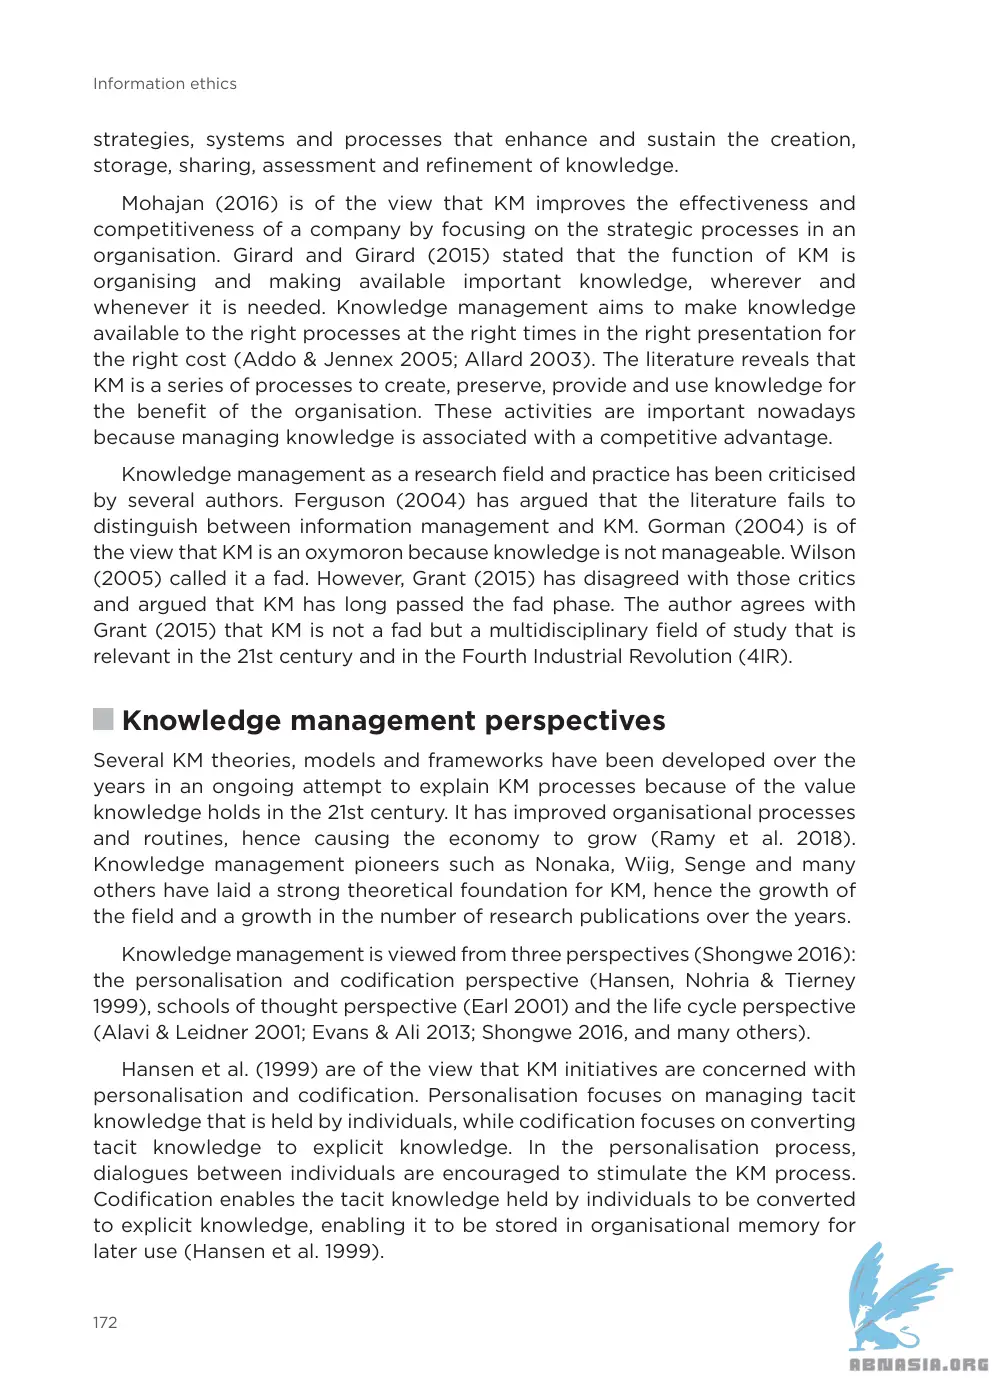 Information ethics
strategies, systems and processes that enhance and sustain the creation,
storage, sharing, assessment and refinement of knowledge.
Mohajan (2016) is of the view that KM improves the effectiveness and
competitiveness of a company by focusing on the strategic processes in an
organisation. Girard and Girard (2015) stated that the function of KM is
organising and making available important knowledge, wherever and
whenever it is needed. Knowledge management aims to make knowledge
available to the right processes at the right times in the right presentation for
the right cost (Addo & Jennex 2005; Allard 2003). The literature reveals that
KM is a series of processes to create, preserve, provide and use knowledge for
the benefit of the organisation. These activities are important nowadays
because managing knowledge is associated with a competitive advantage.
Knowledge management as a research field and practice has been criticised
by several authors. Ferguson (2004) has argued that the literature fails to
distinguish between information management and KM. Gorman (2004) is of
the view that KM is an oxymoron because knowledge is not manageable. Wilson
(2005) called it a fad. However, Grant (2015) has disagreed with those critics
and argued that KM has long passed the fad phase. The author agrees with
Grant (2015) that KM is not a fad but a multidisciplinary field of study that is
relevant in the 21st century and in the Fourth Industrial Revolution (4IR).
Knowledge management perspectives
Several KM theories, models and frameworks have been developed over the
years in an ongoing attempt to explain KM processes because of the value
knowledge holds in the 21st century. It has improved organisational processes
and routines, hence causing the economy to grow (Ramy et al. 2018).
Knowledge management pioneers such as Nonaka, Wiig, Senge and many
others have laid a strong theoretical foundation for KM, hence the growth of
the field and a growth in the number of research publications over the years.
Knowledge management is viewed from three perspectives (Shongwe 2016):
the personalisation and codification perspective (Hansen, Nohria & Tierney
1999), schools of thought perspective (Earl 2001) and the life cycle perspective
(Alavi & Leidner 2001; Evans & Ali 2013; Shongwe 2016, and many others).
Hansen et al. (1999) are of the view that KM initiatives are concerned with
personalisation and codification. Personalisation focuses on managing tacit
knowledge that is held by individuals, while codification focuses on converting
tacit knowledge to explicit knowledge. In the personalisation process,
dialogues between individuals are encouraged to stimulate the KM process.
Codification enables the tacit knowledge held by individuals to be converted
to explicit knowledge, enabling it to be stored in organisational memory for
later use (Hansen et al. 1999).
172
ABNASIA.ORG